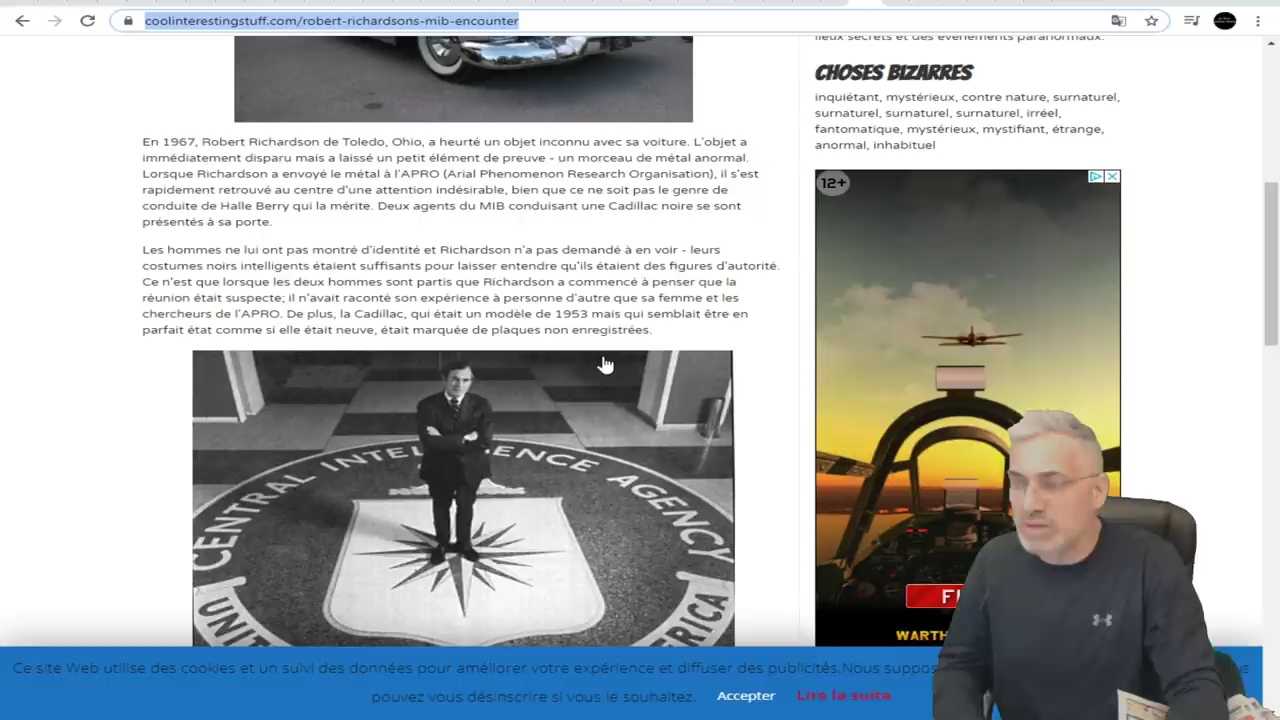 coolinterestingstuff.com/robert-richardsons-mib-encounter
lieux secrets et des événements paranormaux.
CHOSES BIZARRES
inquiétant, mystérieux, contre nature, surnaturel,
surnaturel, surnaturel, surnaturel, irréel,
fantomatique, mystérieux, mystifiant, étrange,
anormal, inhabituel
12+
En 1967, Robert Richardson de Toledo, Ohio, a heurté un objet inconnu avec sa voiture. L'objet a
immédiatement disparu mais a laissé un petit élément de preuve - un morceau de métal anormal.
Lorsque Richardson a envoyé le métal à l'APRO (Arial Phenomenon Research Organisation), il s'est
rapidement retrouvé au centre d'une attention indésirable, bien que ce ne soit pas le genre de
conduite de Halle Berry qui la mérite. Deux agents du MIB conduisant une Cadillac noire se sont
présentés à sa porte.
Les hommes ne lui ont pas montré d'identité et Richardson n'a pas demandé à en voir - leurs
costumes noirs intelligents étaient suffisants pour laisser entendre qu'ils étaient des figures d'autorité.
Ce n'est que lorsque les deux hommes sont partis que Richardson a commencé à penser que la
réunion était suspecte; il n'avait raconté son expérience à personne d'autre que sa femme et les
chercheurs de l'APRO. De plus, la Cadillac, qui était un modèle de 1953 mais qui semblait être en
parfait état comme si elle était neuve, était marquée de plaques non enregistrées.
CENTRAL INTELLIGENCE AGENCY
Ce site Web utilise des cookies et un suivi des données pour améliorer votre expérience et diffuser des publicités.Nous
pouvez vous désinscrire si vous le souhaitez. Accepter Lire la suite